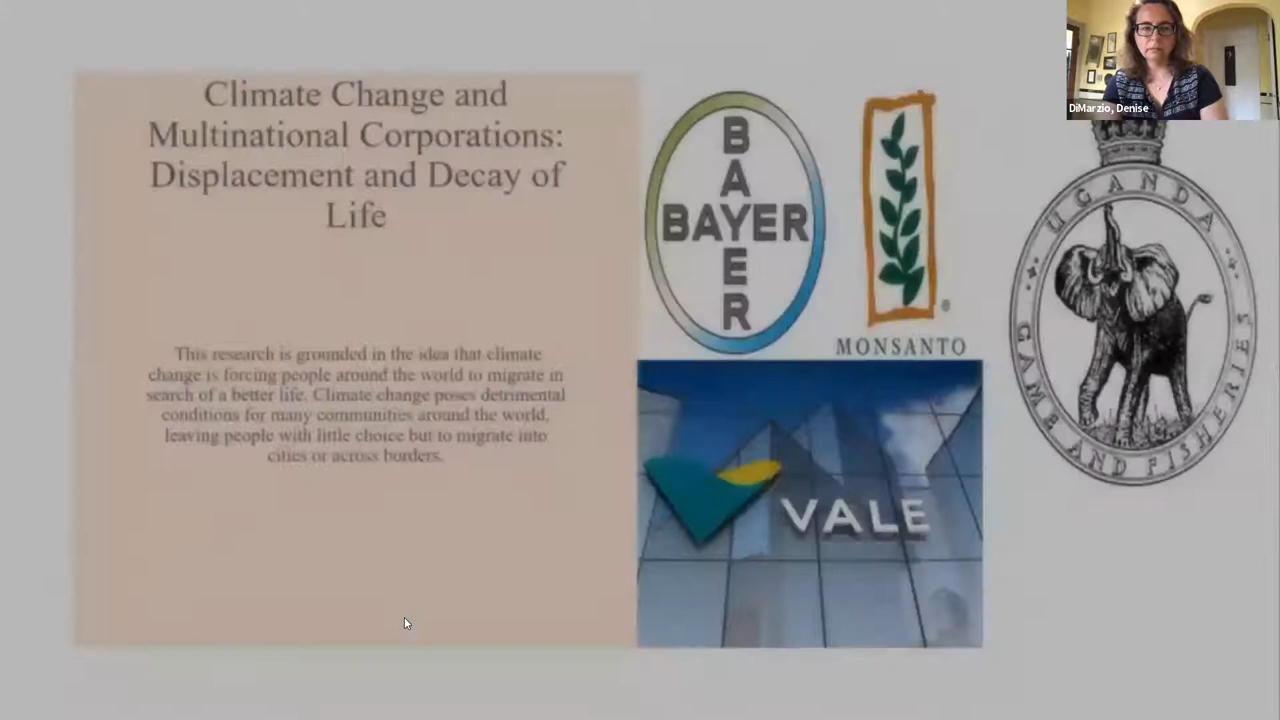 Climate Change and
Multinational Corporations:
Displacement and Decay of
Life
This research is grounded in the idea that climate
change is forcing people around the world to migrate in
search of a better life. Climate change poses detrimental
conditions for many communities around the world,
leaving people with little choice but to migrate into
cities or across borders.
BAYER
BAYER
MONSANTO
®
VALE
UGANDA
GAME AND FISHERIES
DiMarzio, Denise